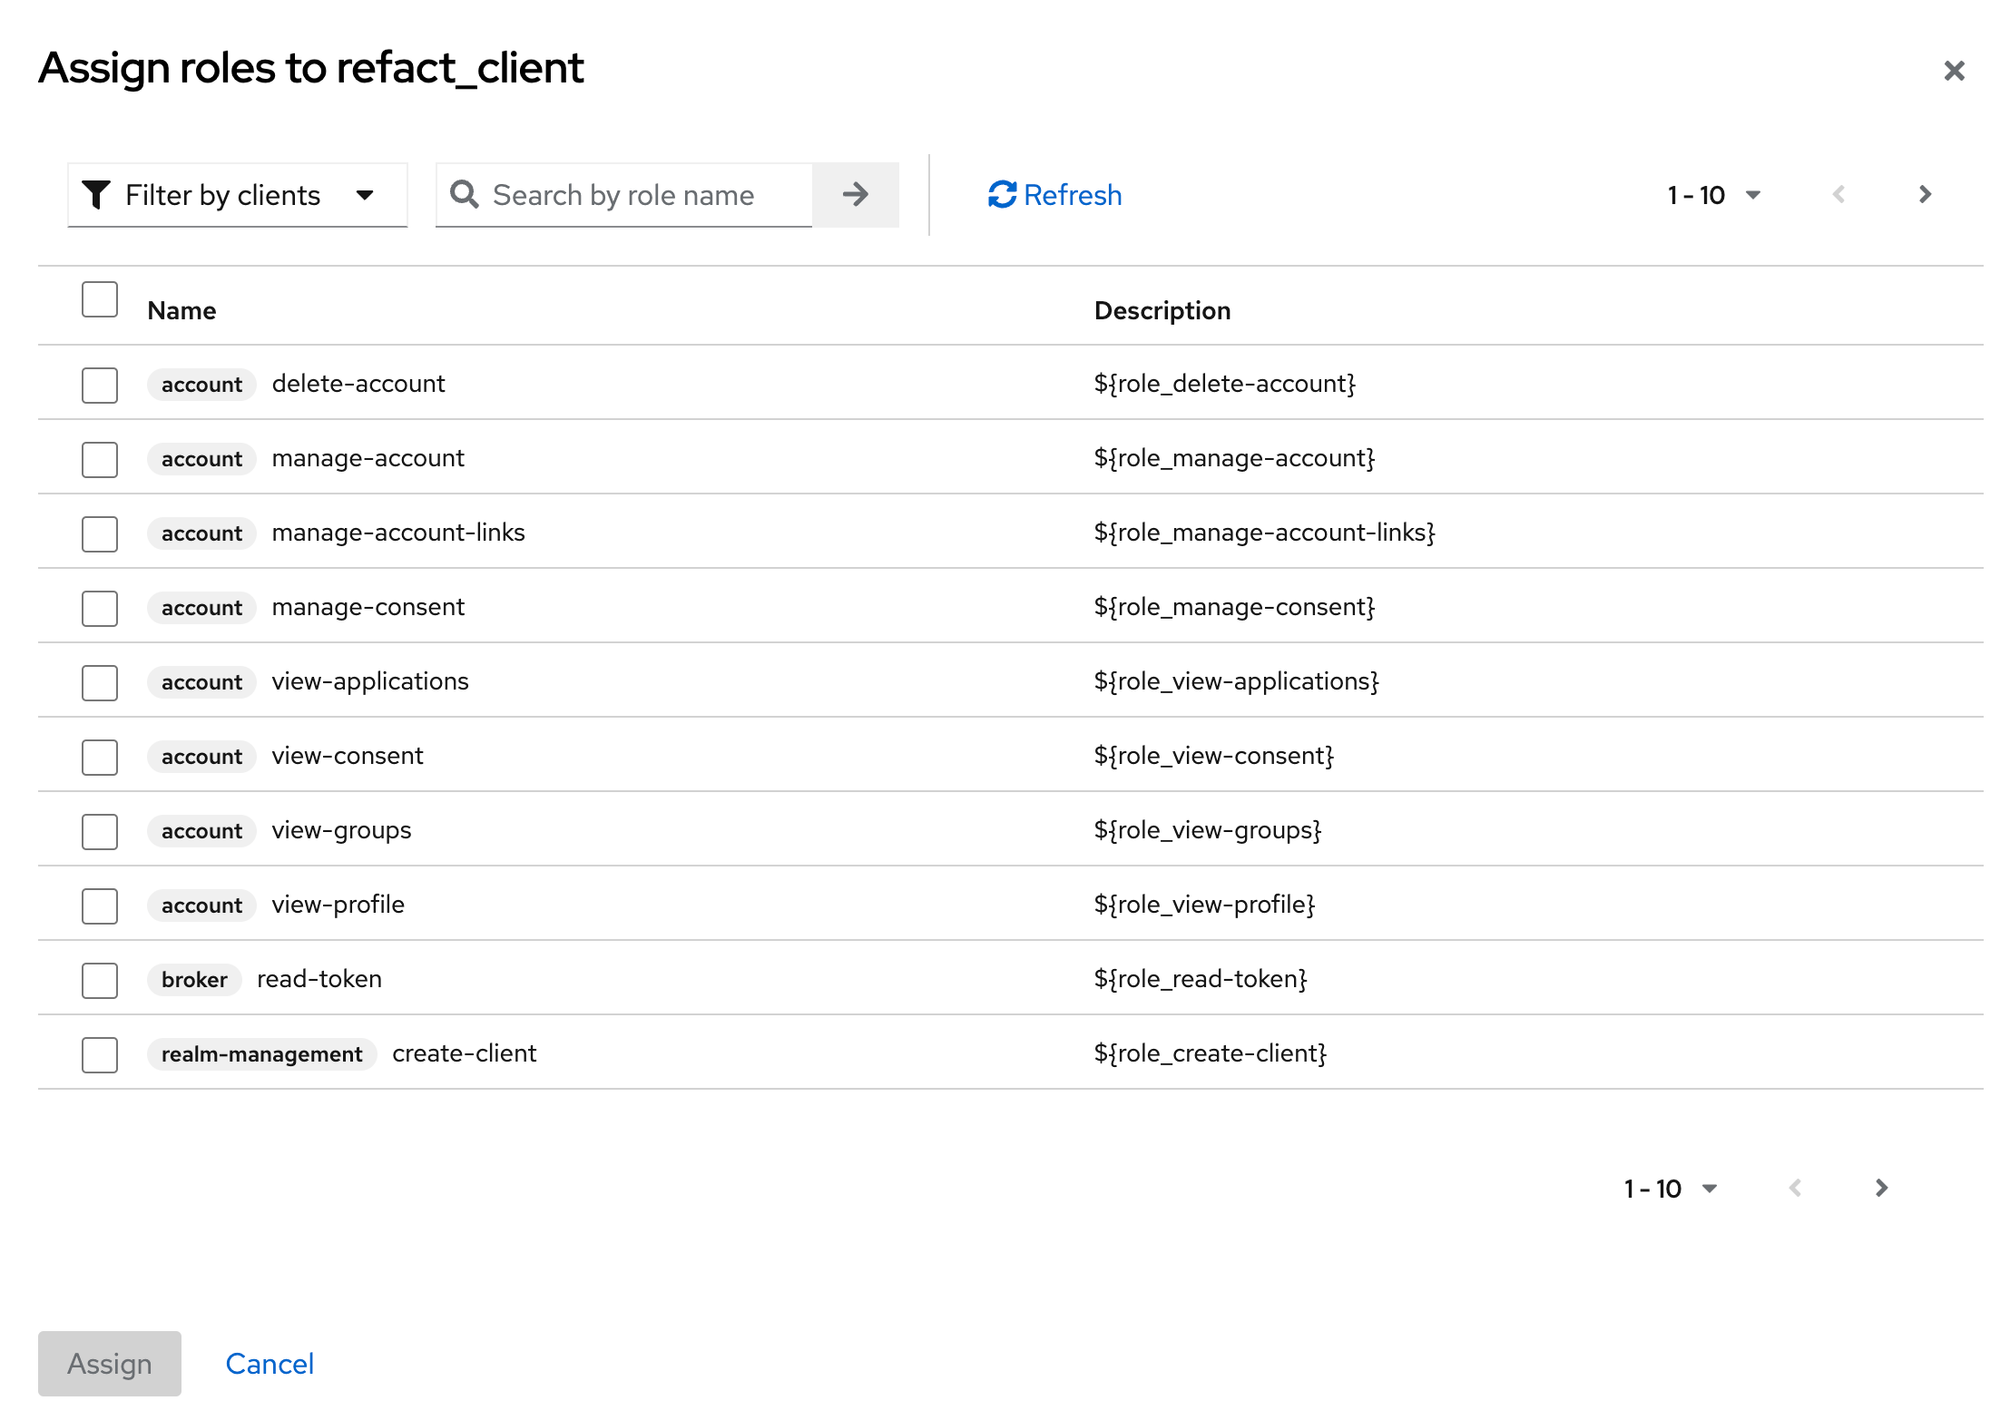 Assign roles to refact_client
Filter by clients Search by role name Refresh 1 - 10
Name Description
account delete-account ${role_delete-account}
account manage-account ${role_manage-account}
account manage-account-links ${role_manage-account-links}
account manage-consent ${role_manage-consent}
account view-applications ${role_view-applications}
account view-consent ${role_view-consent}
account view-groups ${role_view-groups}
account view-profile ${role_view-profile}
broker read-token ${role_read-token}
realm-management create-client ${role_create-client}
1 - 10
Assign Cancel